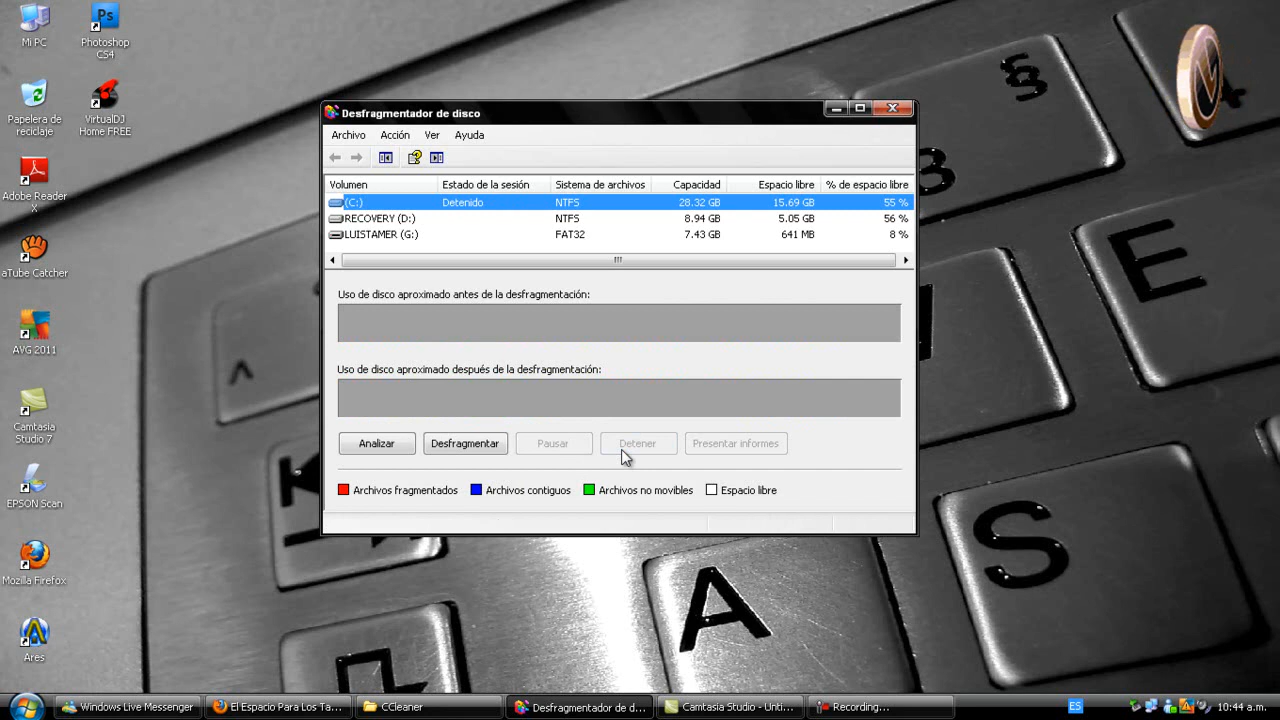 Mi PC
Photoshop
CS4
Papelera de
reciclaje
VirtualDJ
Home FREE
Adobe Reader
X
aTube Catcher
AVG 2011
Camtasia
Studio 7
EPSON Scan
Mozilla Firefox
Ares
Desfragmentador de disco
Archivo Acción Ver Ayuda
Volumen Estado de la sesión Sistema de archivos Capacidad Espacio libre % de espacio libre
(C:) Detenido NTFS 28.32 GB 15.69 GB 55 %
RECOVERY (D:) NTFS 8.94 GB 5.05 GB 56 %
LUISTAMER (G:) FAT32 7.43 GB 641 MB 8 %
Uso de disco aproximado antes de la desfragmentación:
Uso de disco aproximado después de la desfragmentación:
Analizar Desfragmentar Pausar Detener Presentar informes
Archivos fragmentados Archivos contiguos Archivos no movibles Espacio libre
§
E
S
A
Windows Live Messenger El Espacio Para Los Ta... CCleaner Desfragmentador de d... Camtasia Studio - Unti... Recording... ES 10:44 a.m.